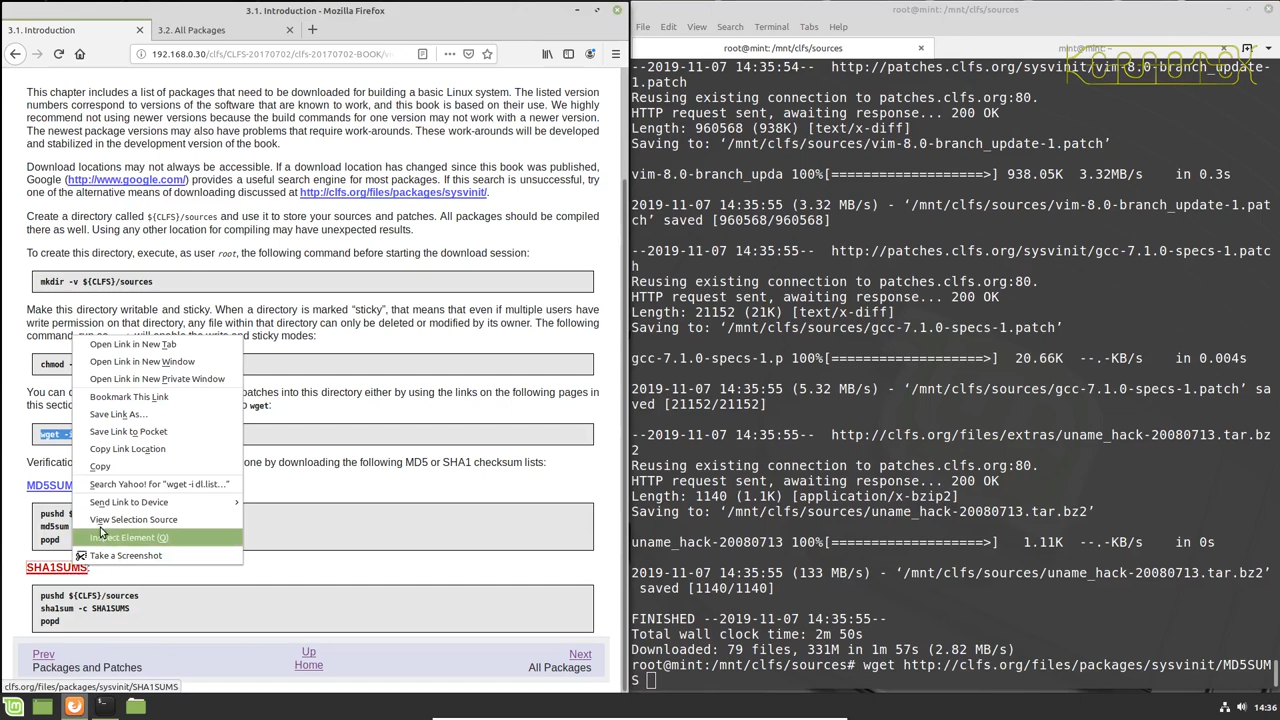 3.1. Introduction - Mozilla Firefox
3.1. Introduction
3.2. All Packages
192.168.0.30/clfs/CLFS-20170702/clfs-20170702-BOOK/
This chapter includes a list of packages that need to be downloaded for building a basic Linux system. The listed version
numbers correspond to versions of the software that are known to work, and this book is based on their use. We highly
recommend not using newer versions because the build commands for one version may not work with a newer version.
The newest package versions may also have problems that require work-arounds. These work-arounds will be developed
and stabilized in the development version of the book.
Download locations may not always be accessible. If a download location has changed since this book was published,
Google (http://www.google.com/) provides a useful search engine for most packages. If this search is unsuccessful, try
one of the alternative means of downloading discussed at http://clfs.org/files/packages/sysvinit/.
Create a directory called ${CLFS}/sources and use it to store your sources and patches. All packages should be compiled
there as well. Using any other location for compiling may have unexpected results.
To create this directory, execute, as user root, the following command before starting the download session:
mkdir -v ${CLFS}/sources
Make this directory writable and sticky. When a directory is marked “sticky”, that means that even if multiple users have
write permission on that directory, any file within that directory can only be deleted or modified by its owner. The following
command, run as will enable the write and sticky modes:
chmod -
You can d patches into this directory either by using the links on the following pages
in this section o wget:
wget -i
Verification one by downloading the following MD5 or SHA1 checksum lists:
MD5SUM
pushd $
md5sum
popd
SHA1SUMS:
pushd ${CLFS}/sources
sha1sum -c SHA1SUMS
popd
Open Link in New Tab
Open Link in New Window
Open Link in New Private Window
Bookmark This Link
Save Link As...
Save Link to Pocket
Copy Link Location
Copy
Search Yahoo! for “wget -i dl.list...”
Send Link to Device
View Selection Source
Inspect Element (Q)
Take a Screenshot
Prev
Up
Next
Packages and Patches
Home
All Packages
clfs.org/files/packages/sysvinit/SHA1SUMS
root@mint: /mnt/clfs/sources
File Edit View Search Terminal Tabs Help
root@mint: /mnt/clfs/sources
mint@mint: ~
--2019-11-07 14:35:54-- http://patches.clfs.org/sysvinit/vim-8.0-branch_update-
1.patch
Reusing existing connection to patches.clfs.org:80.
HTTP request sent, awaiting response... 200 OK
Length: 960568 (938K) [text/x-diff]
Saving to: ‘/mnt/clfs/sources/vim-8.0-branch_update-1.patch’
vim-8.0-branch_upda 100%[===================>] 938.05K 3.32MB/s in 0.3s
2019-11-07 14:35:55 (3.32 MB/s) - ‘/mnt/clfs/sources/vim-8.0-branch_update-1.pat
ch’ saved [960568/960568]
--2019-11-07 14:35:55-- http://patches.clfs.org/sysvinit/gcc-7.1.0-specs-1.patc
h
Reusing existing connection to patches.clfs.org:80.
HTTP request sent, awaiting response... 200 OK
Length: 21152 (21K) [text/x-diff]
Saving to: ‘/mnt/clfs/sources/gcc-7.1.0-specs-1.patch’
gcc-7.1.0-specs-1.p 100%[===================>] 20.66K --.-KB/s in 0.004s
2019-11-07 14:35:55 (5.32 MB/s) - ‘/mnt/clfs/sources/gcc-7.1.0-specs-1.patch’ sa
ved [21152/21152]
--2019-11-07 14:35:55-- http://clfs.org/files/extras/uname_hack-20080713.tar.bz
2
Reusing existing connection to clfs.org:80.
HTTP request sent, awaiting response... 200 OK
Length: 1140 (1.1K) [application/x-bzip2]
Saving to: ‘/mnt/clfs/sources/uname_hack-20080713.tar.bz2’
uname_hack-20080713 100%[===================>] 1.11K --.-KB/s in 0s
2019-11-07 14:35:55 (133 MB/s) - ‘/mnt/clfs/sources/uname_hack-20080713.tar.bz2’
saved [1140/1140]
FINISHED --2019-11-07 14:35:55--
Total wall clock time: 2m 50s
Downloaded: 79 files, 331M in 1m 57s (2.82 MB/s)
root@mint:/mnt/clfs/sources# wget http://clfs.org/files/packages/sysvinit/MD5SUM
S
14:36